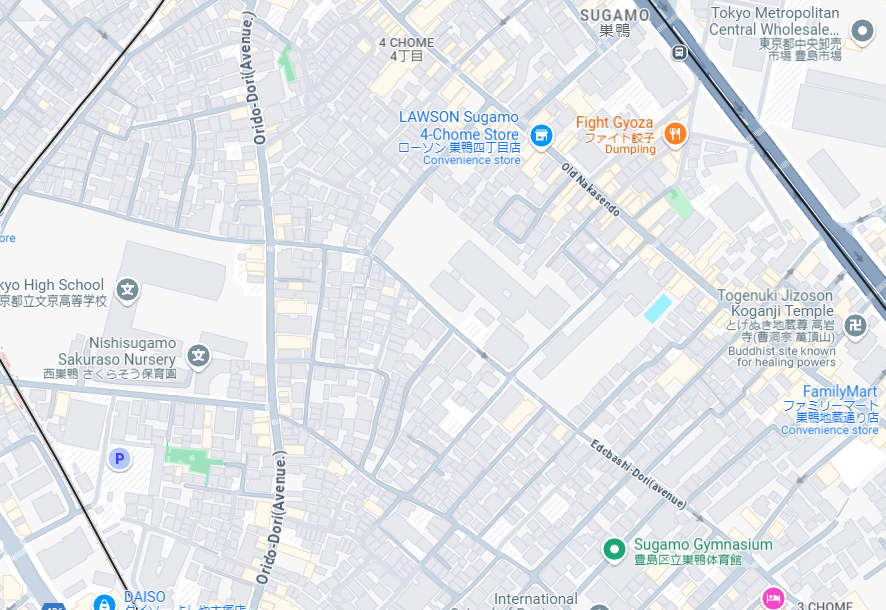 SUGAMO
巣鴨
Tokyo Metropolitan
Central Wholesale...
東京都中央卸売
市場 豊島市場
4 CHOME
4丁目
Orido-Dori(Avenue.)
LAWSON Sugamo
4-Chome Store
ローソン 巣鴨四丁目店
Convenience store
Fight Gyoza
ファイト餃子
Dumpling
Old Nakasendo
ore
kyo High School
京都立文京高等学校
Togenuki Jizoson
Koganji Temple
とげぬき地蔵尊 高岩
寺(曹洞宗 萬頂山)
Buddhist site known
for healing powers
Nishisugamo
Sakuraso Nursery
西巣鴨 さくらそう保育園
FamilyMart
ファミリーマート
巣鴨地蔵通り店
Convenience store
P
Edcbashi-Dori(avenue)
Orido-Dori(Avenue.)
Sugamo Gymnasium
豊島区立巣鴨体育館
DAISO
International
3 CHOME